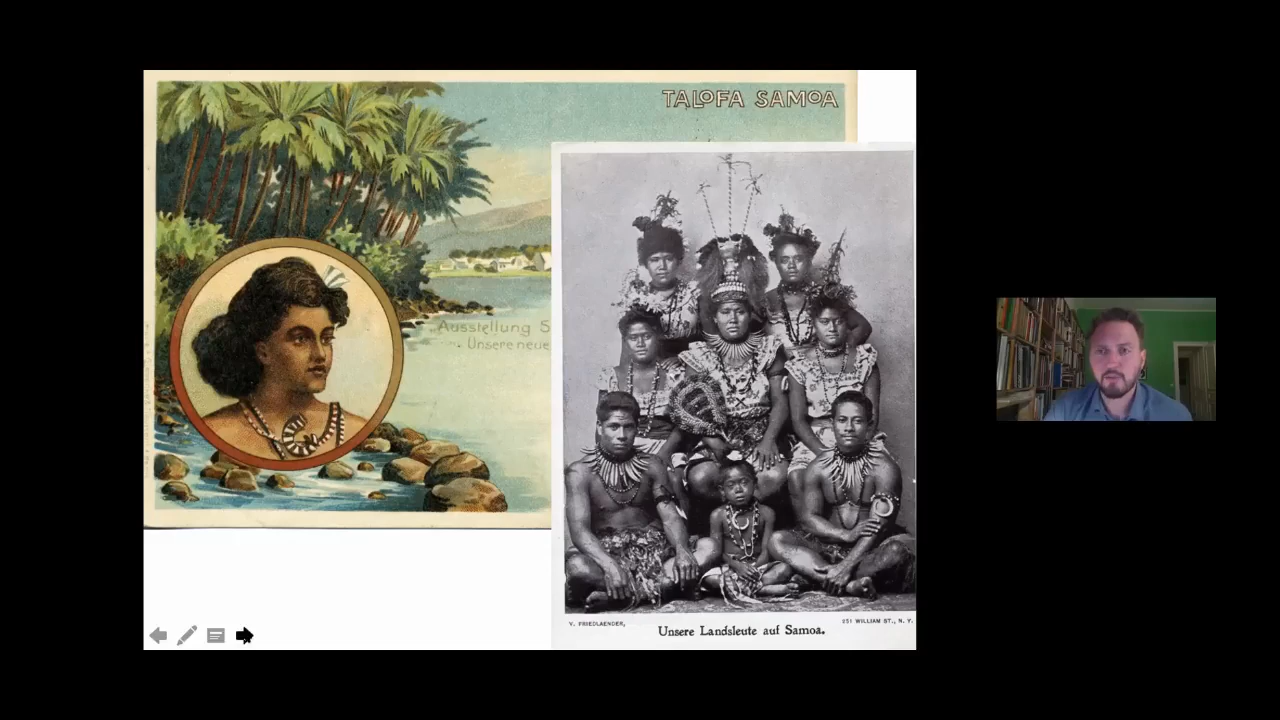 TALOFA SAMOA
Ausstellung S
Unsere neue
V. FRIEDLAENDER,
251 WILLIAM ST., N. Y.
Unsere Landsleute auf Samoa.